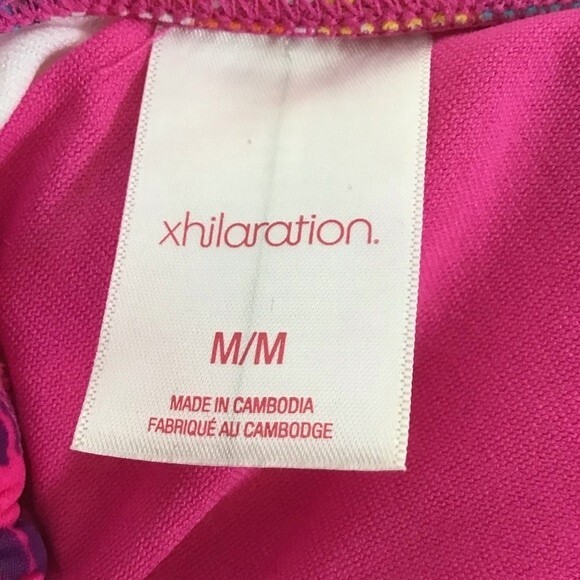 xhilaration.
M/M
MADE IN CAMBODIA
FABRIQUÉ AU CAMBODGE